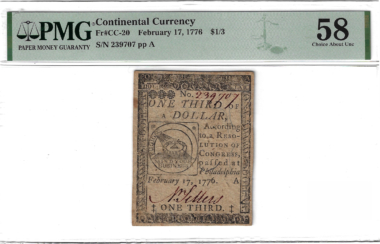 PMG
PAPER MONEY GUARANTY
Continental Currency
Fr#CC-20 February 17, 1776 $1/3
S/N 239707 pp A
58
Choice About Unc
No. 239707
ONE THIRD OF
A DOLLAR,
According
to a RESO-
LUTION OF
CONGRESS,
passed at
Philadelphia
February 17, 1776. A
ONE THIRD.